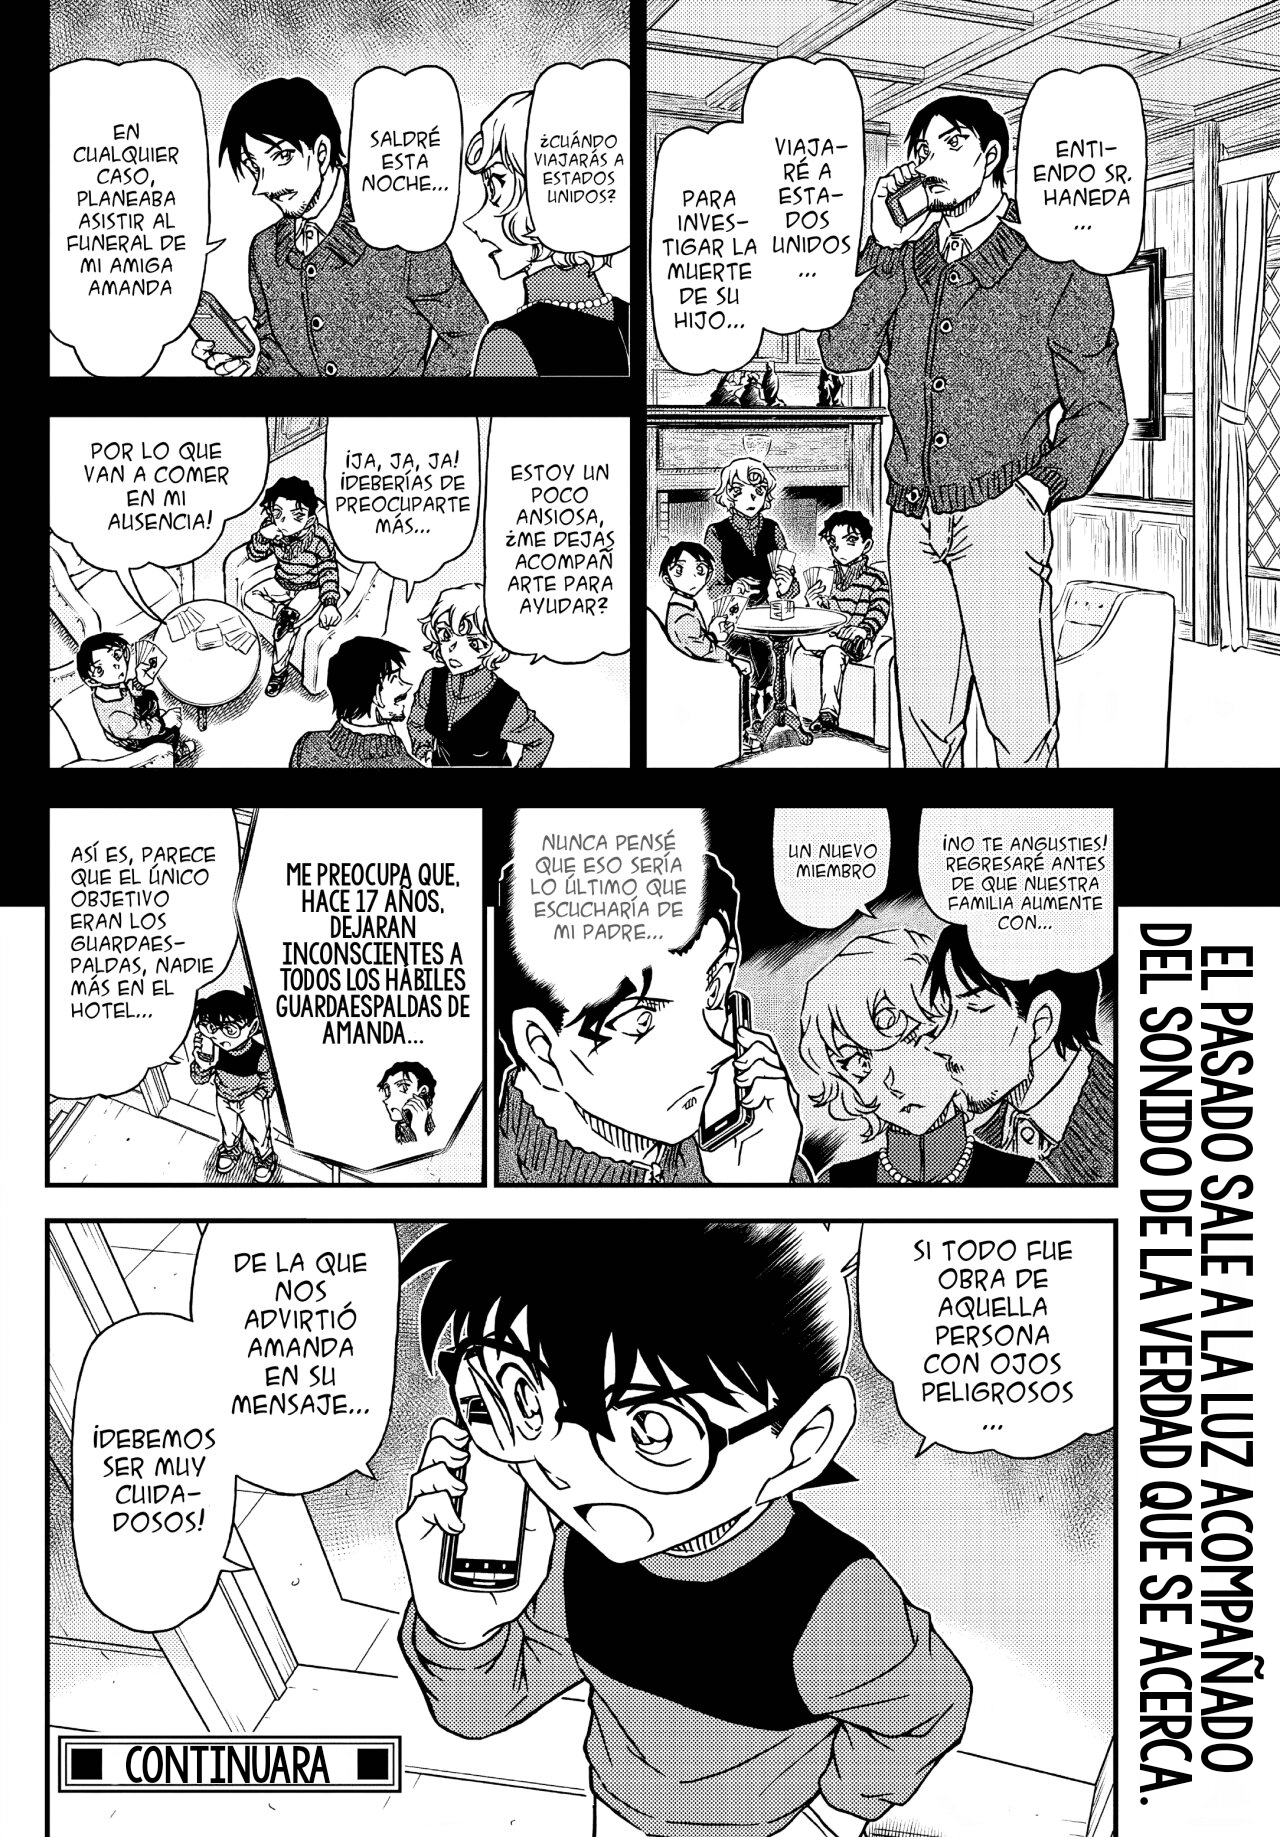 ENTI-
ENDO SR.
HANEDA
...
VIAJA-
RÉ A
ESTA-
DOS
UNIDOS
...
PARA
INVES-
TIGAR LA
MUERTE
DE SU
HIJO...
¿CUÁNDO
VIAJARÁS A
ESTADOS
UNIDOS?
SALDRÉ
ESTA
NOCHE...
EN
CUALQUIER
CASO,
PLANEABA
ASISTIR AL
FUNERAL DE
MI AMIGA
AMANDA
ESTOY UN
POCO
ANSIOSA,
¿ME DEJAS
ACOMPAÑ
ARTE PARA
AYUDAR?
¡JA, JA, JA!
¡DEBERÍAS DE
PREOCUPARTE
MÁS...
POR LO QUE
VAN A COMER
EN MI
AUSENCIA!
¡NO TE ANGUSTIES!
REGRESARÉ ANTES
DE QUE NUESTRA
FAMILIA AUMENTE
CON...
UN NUEVO
MIEMBRO
NUNCA PENSÉ
QUE ESO SERÍA
LO ÚLTIMO QUE
ESCUCHARÍA DE
MI PADRE...
ME PREOCUPA QUE,
HACE 17 AÑOS,
DEJARAN
INCONSCIENTES A
TODOS LOS HÁBILES
GUARDAESPALDAS DE
AMANDA...
ASÍ ES, PARECE
QUE EL ÚNICO
OBJETIVO
ERAN LOS
GUARDAES-
PALDAS, NADIE
MÁS EN EL
HOTEL...
SI TODO FUE
OBRA DE
AQUELLA
PERSONA
CON OJOS
PELIGROSOS
...
DE LA QUE
NOS
ADVIRTIÓ
AMANDA
EN SU
MENSAJE...
¡DEBEMOS
SER MUY
CUIDA-
DOSOS!
EL PASADO SALE A LA LUZ ACOMPAÑADO
DEL SONIDO DE LA VERDAD QUE SE ACERCA.
CONTINUARA